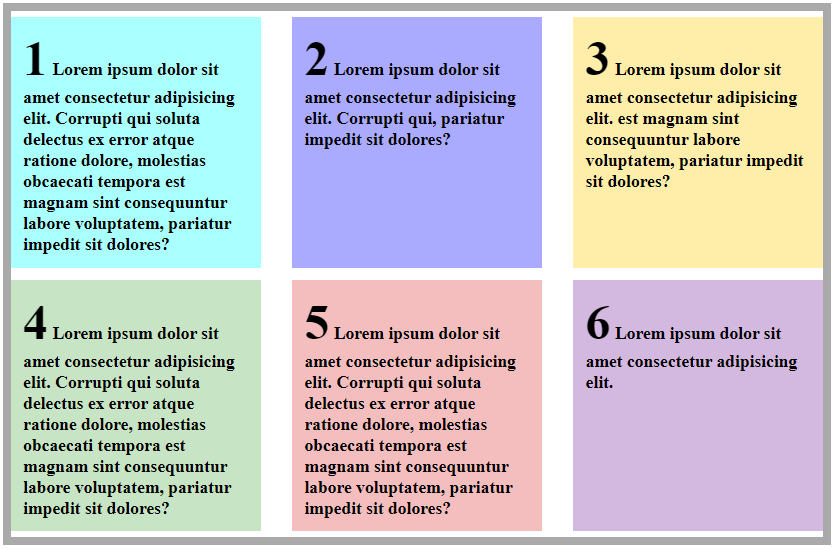 1 Lorem ipsum dolor sit
amet consectetur adipisicing
elit. Corrupti qui soluta
delectus ex error atque
ratione dolore, molestias
obcaecati tempora est
magnam sint consequuntur
labore voluptatem, pariatur
impedit sit dolores?
2 Lorem ipsum dolor sit
amet consectetur adipisicing
elit. Corrupti qui, pariatur
impedit sit dolores?
3 Lorem ipsum dolor sit
amet consectetur adipisicing
elit. est magnam sint
consequuntur labore
voluptatem, pariatur impedit
sit dolores?
4 Lorem ipsum dolor sit
amet consectetur adipisicing
elit. Corrupti qui soluta
delectus ex error atque
ratione dolore, molestias
obcaecati tempora est
magnam sint consequuntur
labore voluptatem, pariatur
impedit sit dolores?
5 Lorem ipsum dolor sit
amet consectetur adipisicing
elit. Corrupti qui soluta
delectus ex error atque
ratione dolore, molestias
obcaecati tempora est
magnam sint consequuntur
labore voluptatem, pariatur
impedit sit dolores?
6 Lorem ipsum dolor sit
amet consectetur adipisicing
elit.